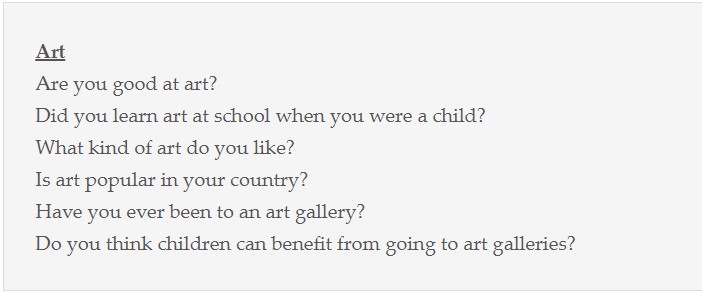 Art
Are you good at art?
Did you learn art at school when you were a child?
What kind of art do you like?
Is art popular in your country?
Have you ever been to an art gallery?
Do you think children can benefit from going to art galleries?